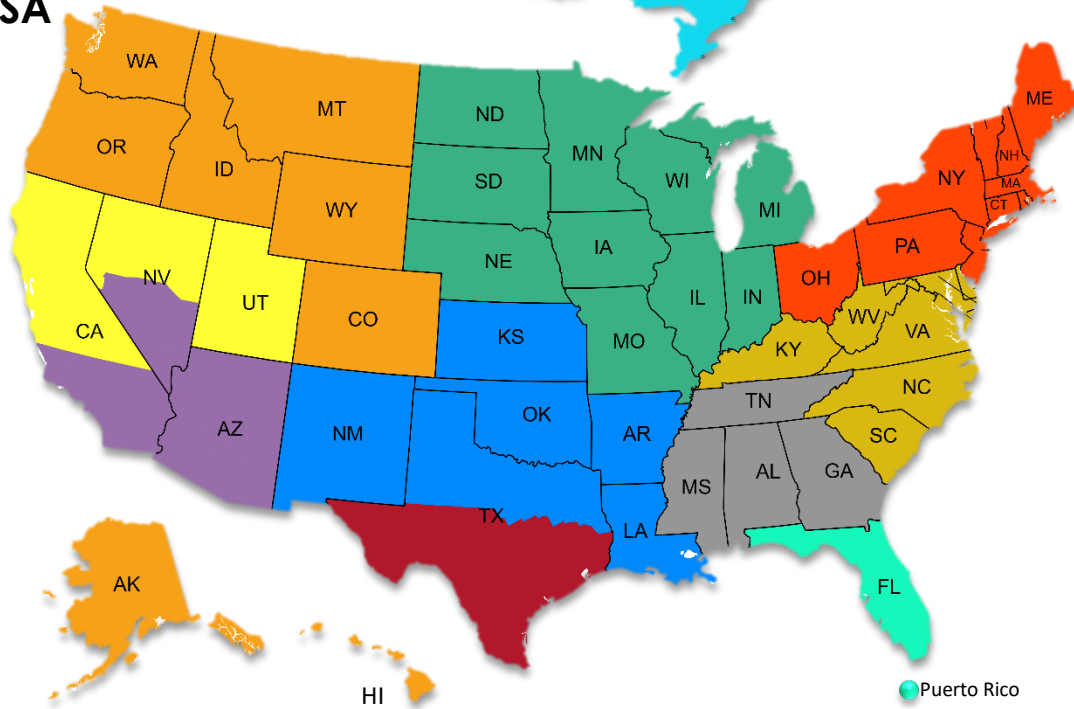 SA
WA
MT
ND
ME
OR
MN
NH
ID
SD
WI
NY
MA
WY
MI
CT
IA
PA
NE
NV
OH
UT
IL
IN
CO
WV
CA
KS
MO
VA
KY
NC
TN
OK
AZ
NM
AR
SC
GA
AL
MS
TX
LA
AK
FL
HI
Puerto Rico